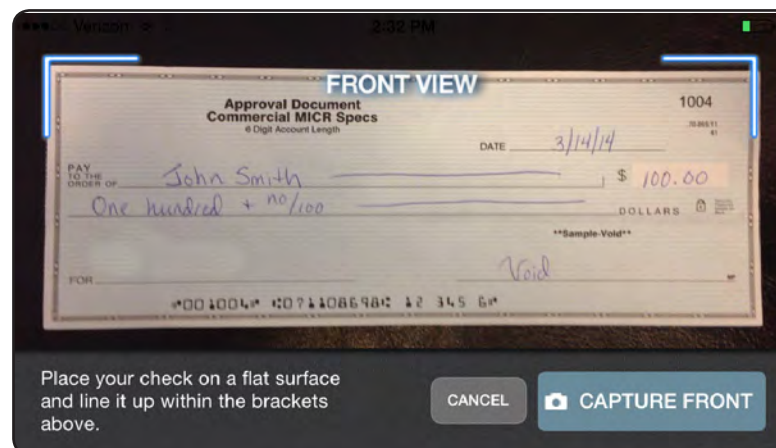 Verizon 2:32 PM
FRONT VIEW
Approval Document
Commercial MICR Specs
6 Digit Account Length
1004
DATE 3/14/14
PAY
TO THE
ORDER OF John Smith $ 100.00
One hundred + no/100 DOLLARS
**Sample-Void**
FOR Void
⑈001004⑈ ⑆071108698⑆ 12 345 6⑈
Place your check on a flat surface
and line it up within the brackets
above.
CANCEL
CAPTURE FRONT